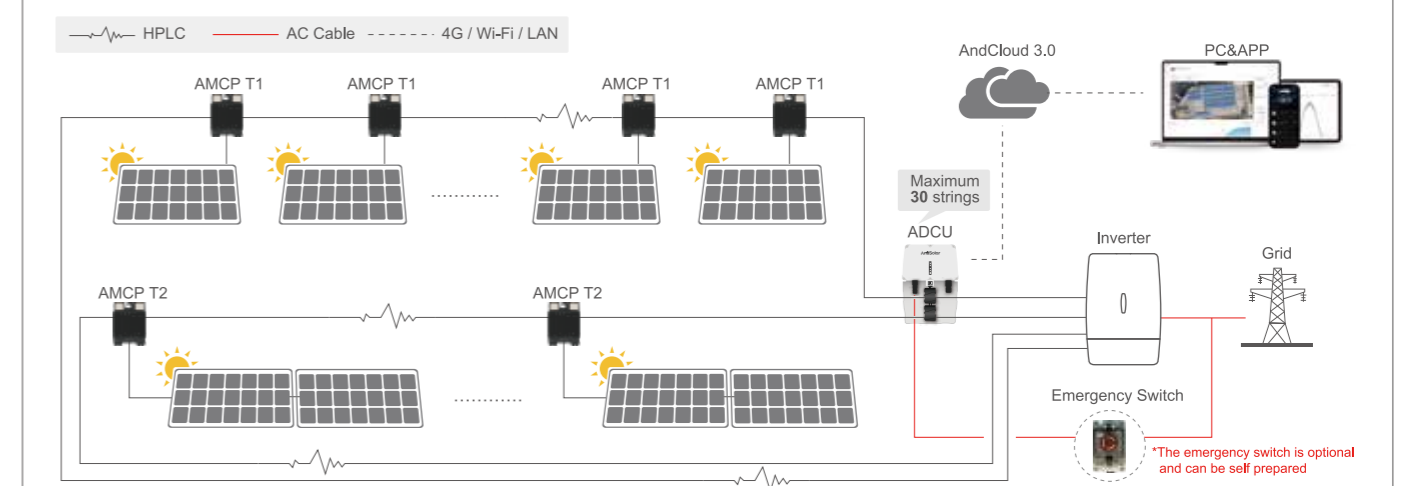 HPLC
AC Cable
4G / Wi-Fi / LAN
AndCloud 3.0
PC&APP
AMCP T1
AMCP T1
AMCP T1
AMCP T1
Maximum
30 strings
ADCU
AndSolar
Inverter
Grid
AMCP T2
AMCP T2
Emergency Switch
*The emergency switch is optional
and can be self prepared